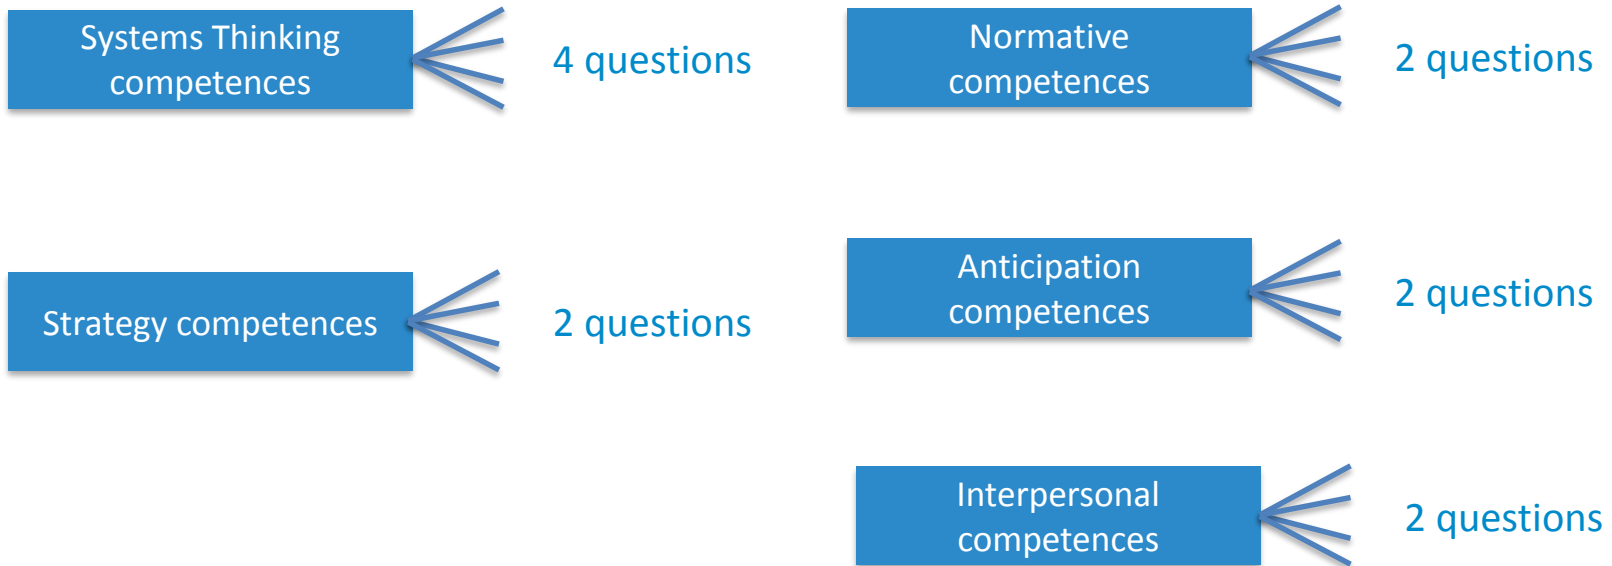 Systems Thinking
competences
4 questions
Normative
competences
2 questions
Strategy competences
2 questions
Anticipation
competences
2 questions
Interpersonal
competences
2 questions